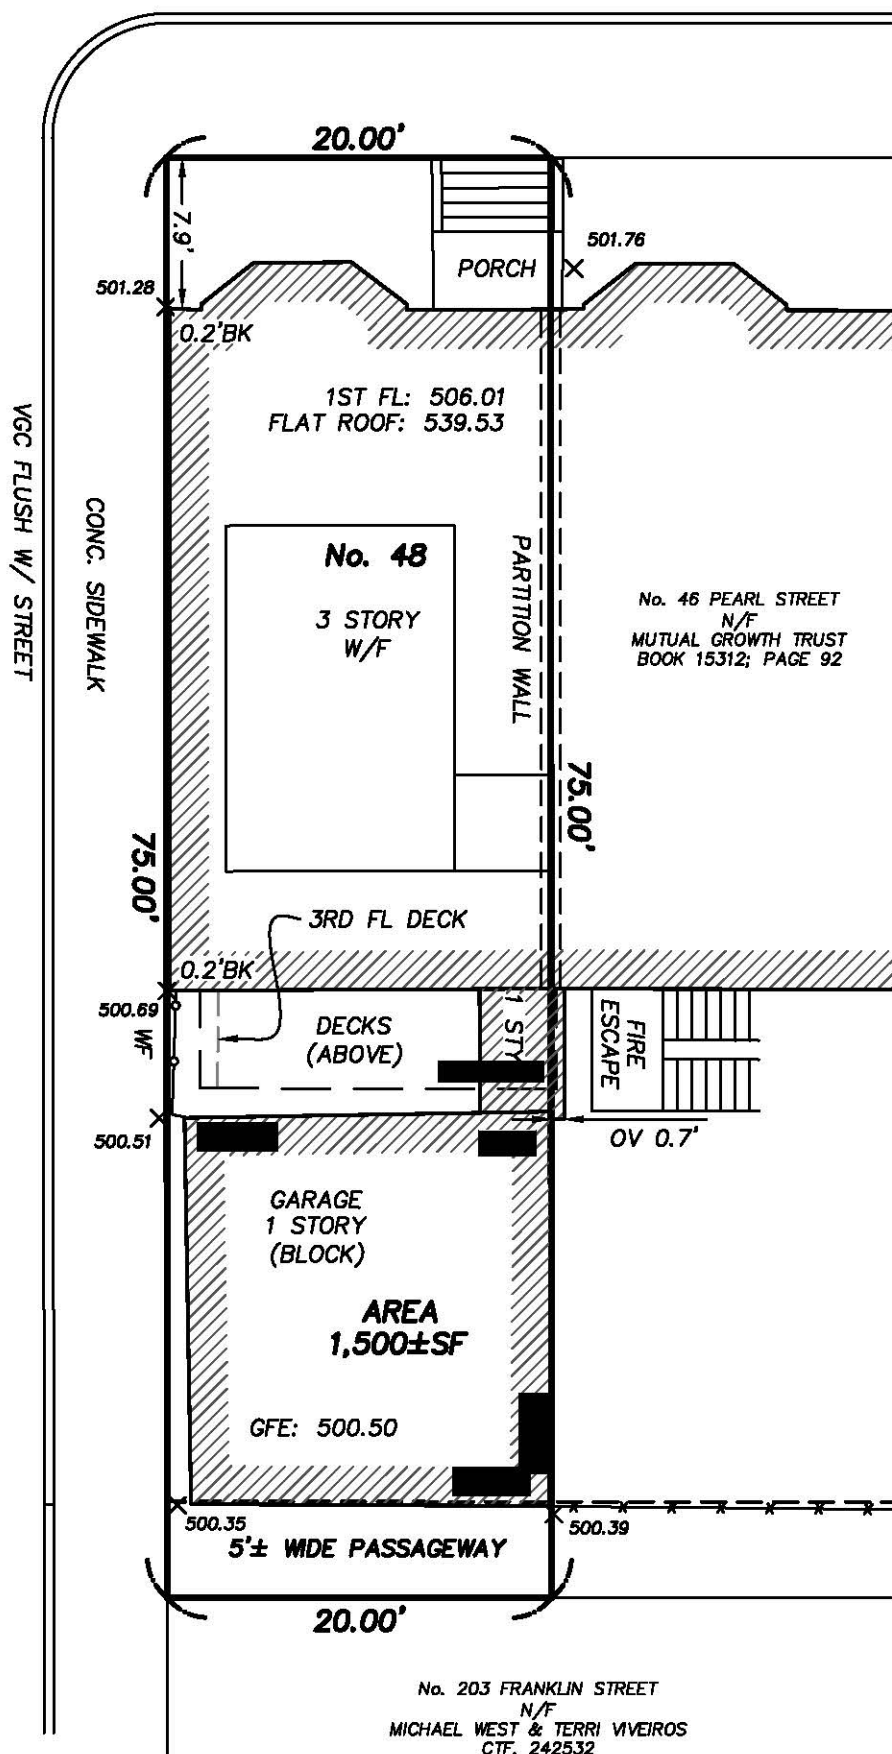 20.00'
7.9'
501.76
PORCH
501.28
0.2'BK
1ST FL: 506.01
FLAT ROOF: 539.53
VGC FLUSH W/ STREET
CONC. SIDEWALK
No. 48
3 STORY
W/F
PARTITION WALL
No. 46 PEARL STREET
N/F
MUTUAL GROWTH TRUST
BOOK 15312; PAGE 92
75.00'
75.00'
3RD FL DECK
0.2'BK
500.69
WF
DECKS
(ABOVE)
1 STY
FIRE
ESCAPE
500.51
OV 0.7'
GARAGE
1 STORY
(BLOCK)
AREA
1,500±SF
GFE: 500.50
500.35
500.39
5'± WIDE PASSAGEWAY
20.00'
No. 203 FRANKLIN STREET
N/F
MICHAEL WEST & TERRI VIVEIROS
CTF. 242532